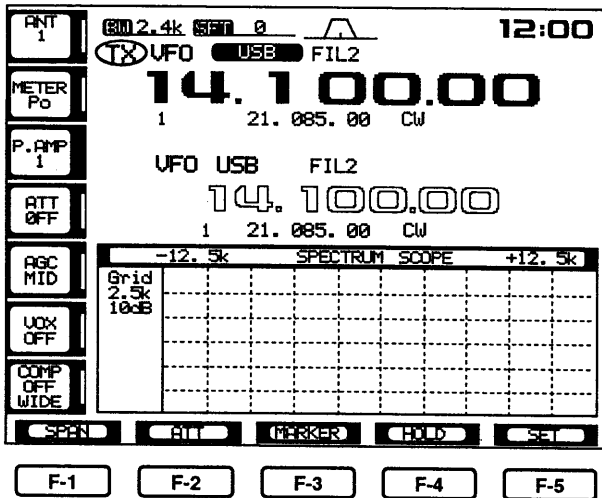 ANT
1
BW 2.4k SFT 0
12:00
TX VFO USB FIL2
14.100.00
1 21.085.00 CW
METER
Po
P.AMP
1
VFO USB FIL2
14.100.00
1 21.085.00 CW
ATT
OFF
AGC
MID
VOX
OFF
COMP
OFF
WIDE
-12.5k SPECTRUM SCOPE +12.5k
Grid
2.5k
10dB
SPAN ATT MARKER HOLD SET
F-1 F-2 F-3 F-4 F-5